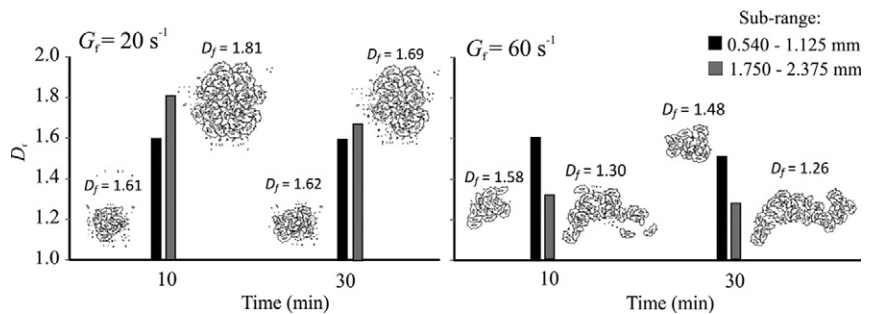 Sub-range:
0.540 - 1.125 mm
1.750 - 2.375 mm
G_f = 20 s⁻¹
D_f = 1.81
D_f = 1.69
D_f = 1.61
D_f = 1.62
2.0
1.8
1.6
1.4
1.2
1.0
D_f
10
30
Time (min)
G_f = 60 s⁻¹
D_f = 1.48
D_f = 1.58
D_f = 1.30
D_f = 1.26
10
30
Time (min)